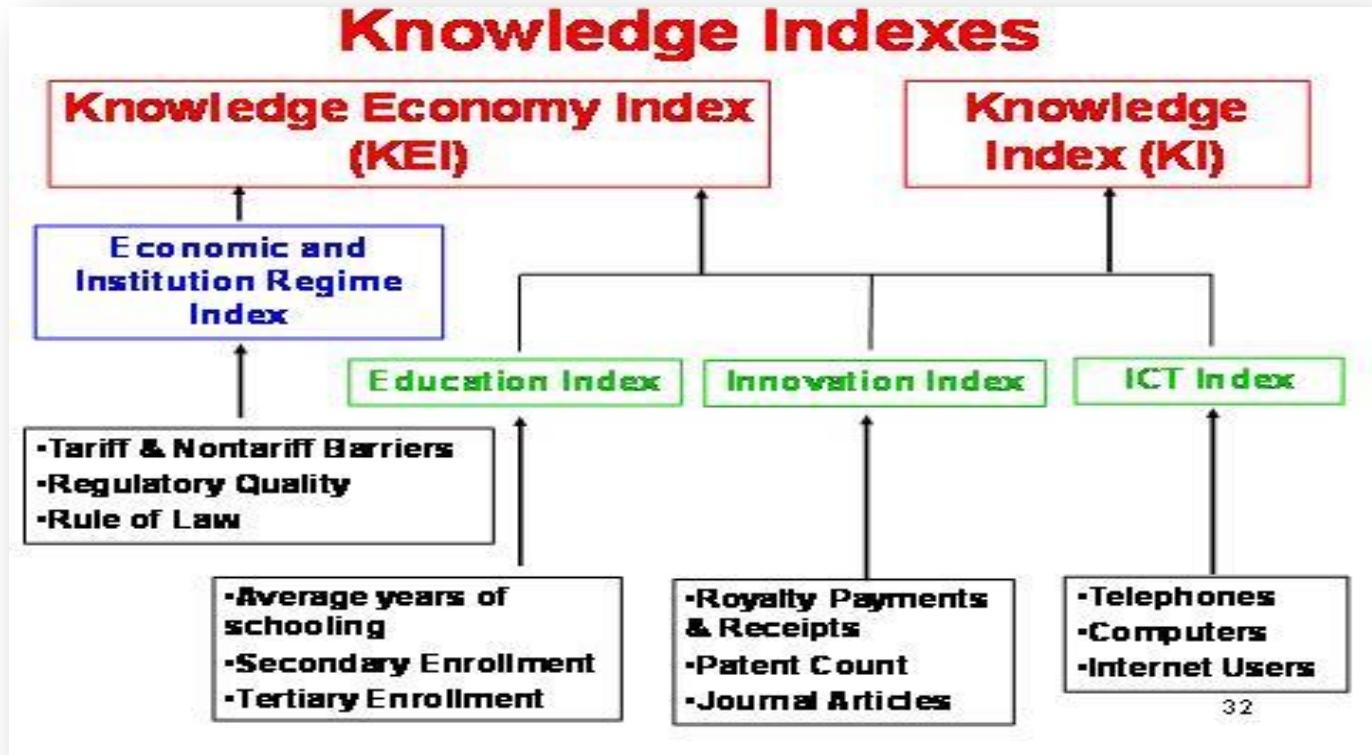 Knowledge Indexes
Knowledge Economy Index
(KEI)
Knowledge
Index (KI)
Economic and
Institution Regime
Index
Education Index
Innovation Index
ICT Index
•Tariff & Nontariff Barriers
•Regulatory Quality
•Rule of Law
•Average years of
schooling
•Secondary Enrollment
•Tertiary Enrollment
•Royalty Payments
& Receipts
•Patent Count
•Journal Articles
•Telephones
•Computers
•Internet Users
32